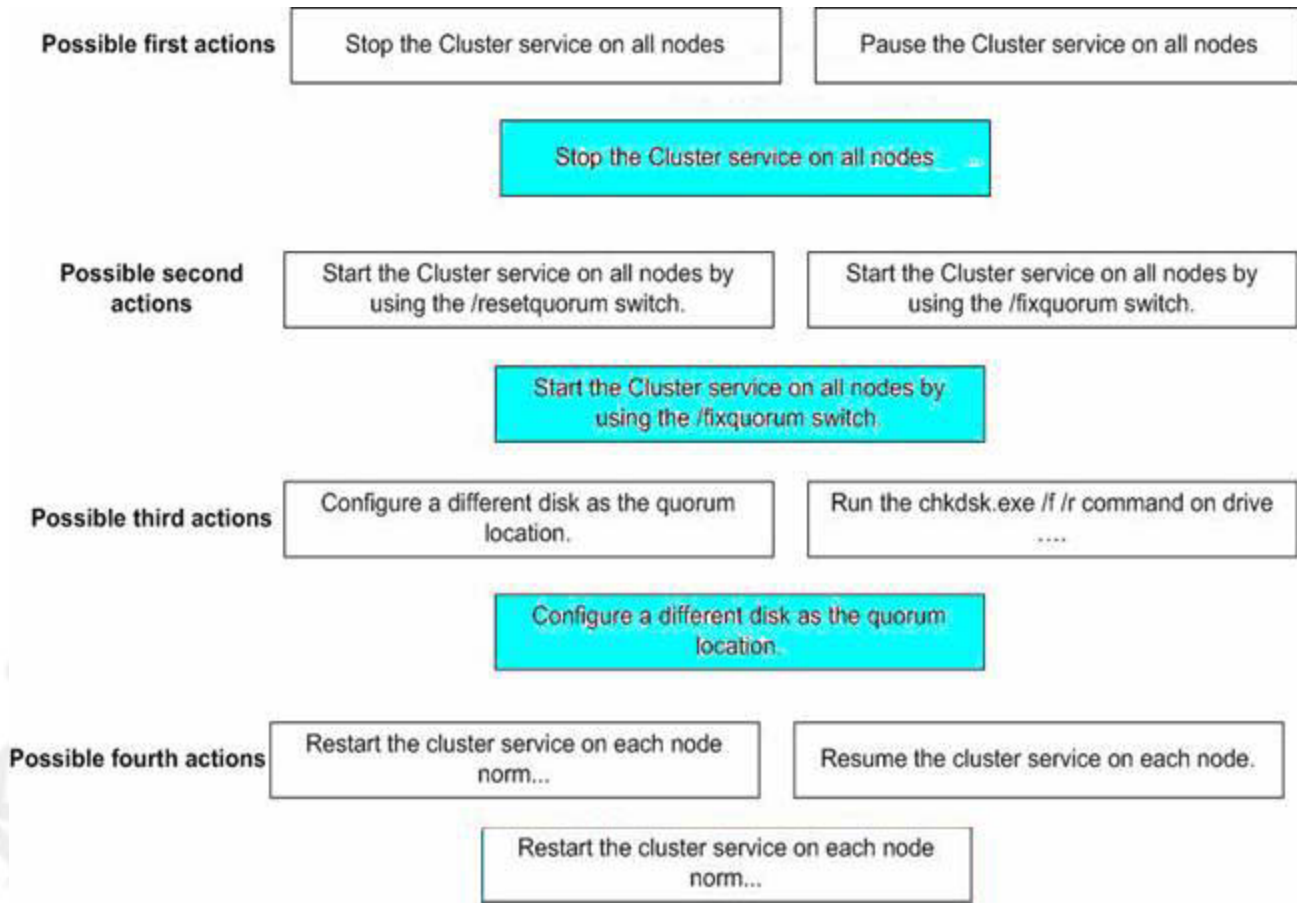 Possible first actions
Stop the Cluster service on all nodes
Pause the Cluster service on all nodes
Stop the Cluster service on all nodes
Possible second
actions
Start the Cluster service on all nodes by
using the /resetquorum switch.
Start the Cluster service on all nodes by
using the /fixquorum switch.
Start the Cluster service on all nodes by
using the /fixquorum switch.
Possible third actions
Configure a different disk as the quorum
location.
Run the chkdsk.exe /f /r command on drive
....
Configure a different disk as the quorum
location.
Possible fourth actions
Restart the cluster service on each node
norm...
Resume the cluster service on each node.
Restart the cluster service on each node
norm...